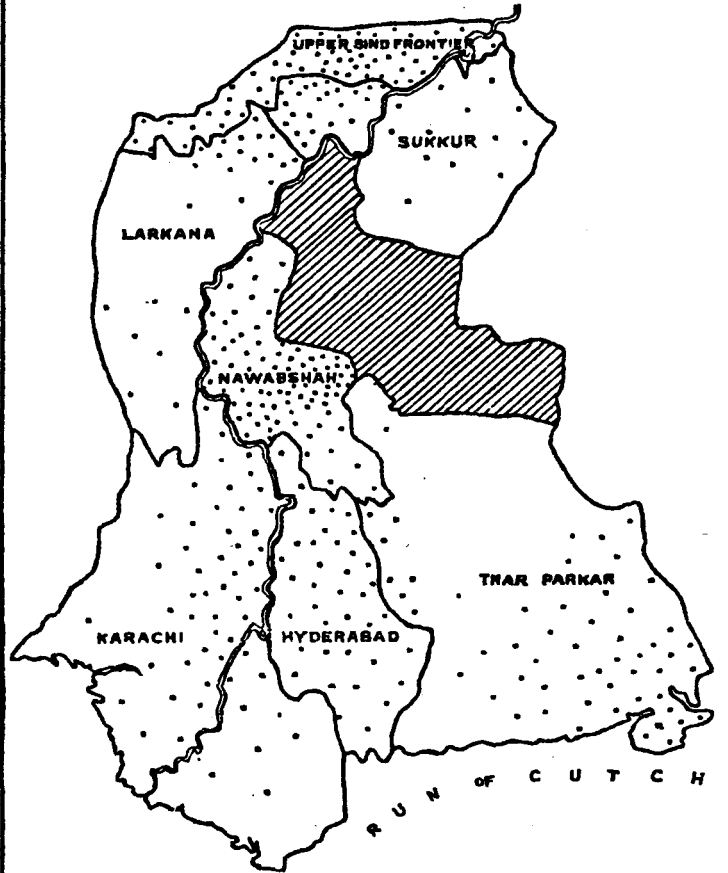 UPPER SIND FRONTIER
SUKKUR
LARKANA
NAWABSHAH
THAR PARKAR
KARACHI
HYDERABAD
RUN OF CUTCH